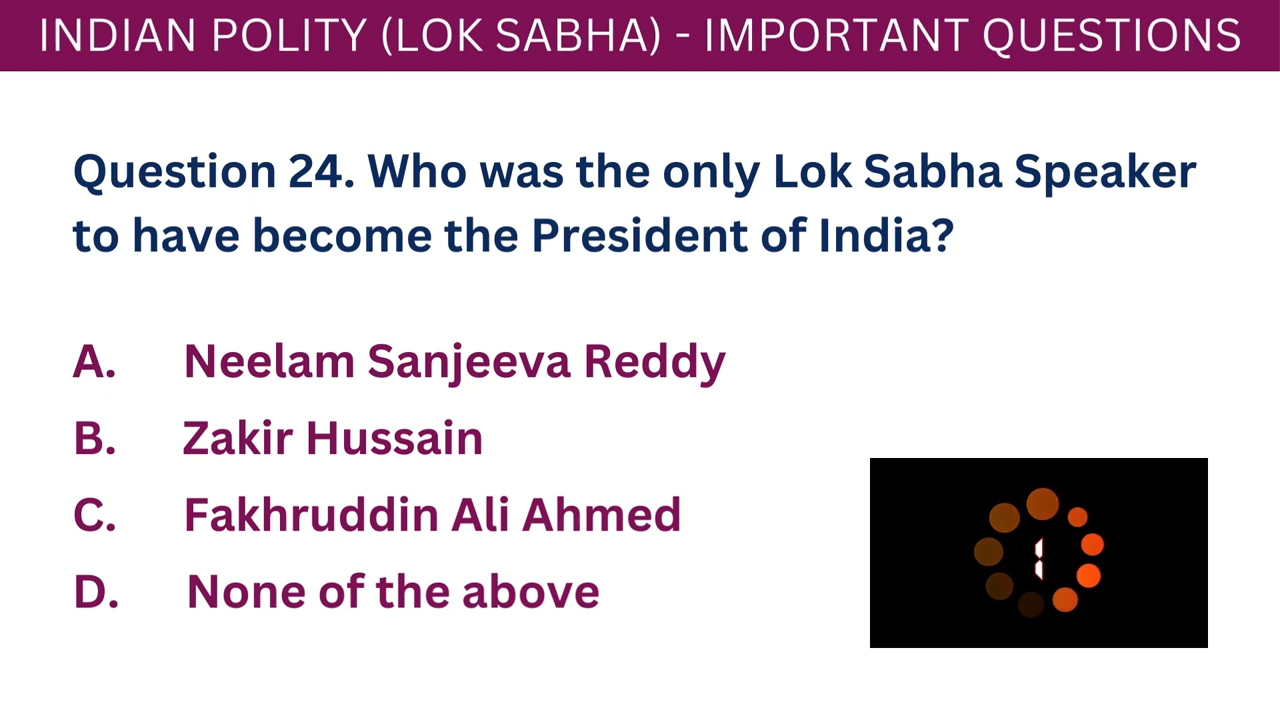 INDIAN POLITY (LOK SABHA) - IMPORTANT QUESTIONS
Question 24. Who was the only Lok Sabha Speaker
to have become the President of India?
A. Neelam Sanjeeva Reddy
B. Zakir Hussain
C. Fakhruddin Ali Ahmed
D. None of the above
1